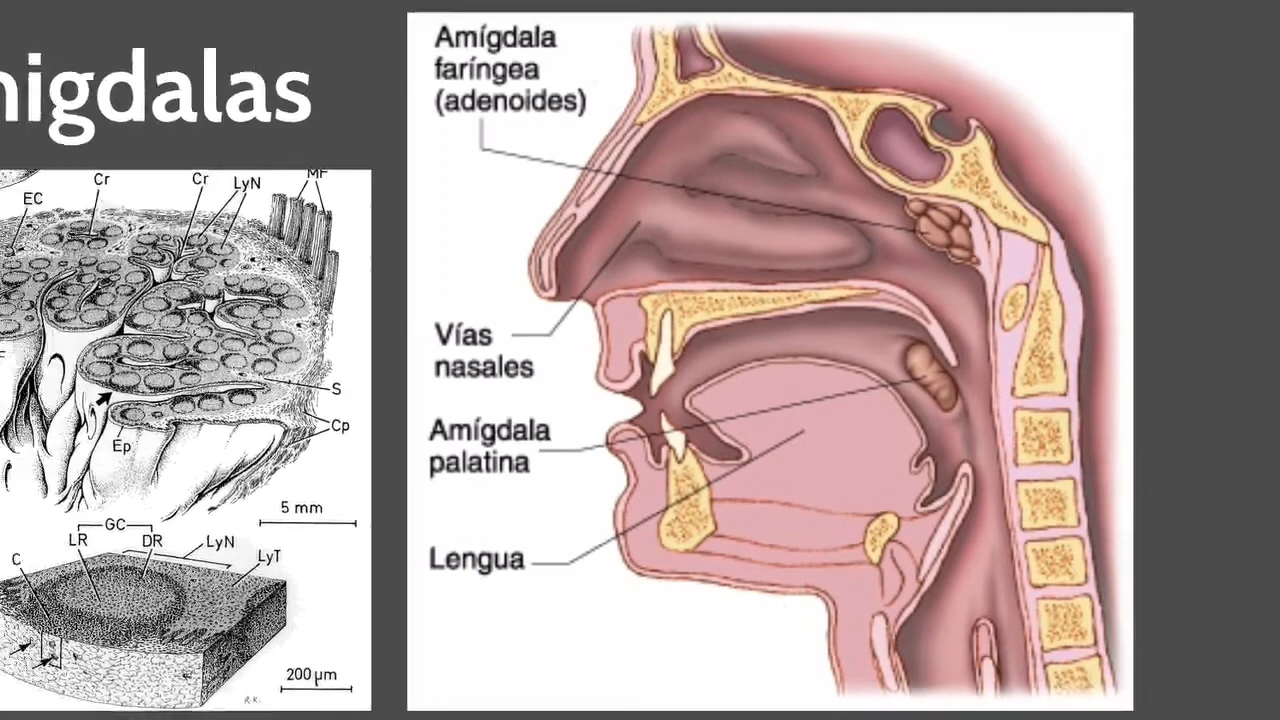 migdalas
Cr
Cr
LyN
MF
EC
S
Cp
Ep
5 mm
GC
LR
DR
LyN
LyT
C
200 µm
R.K.
Amígdala
faríngea
(adenoides)
Vías
nasales
Amígdala
palatina
Lengua